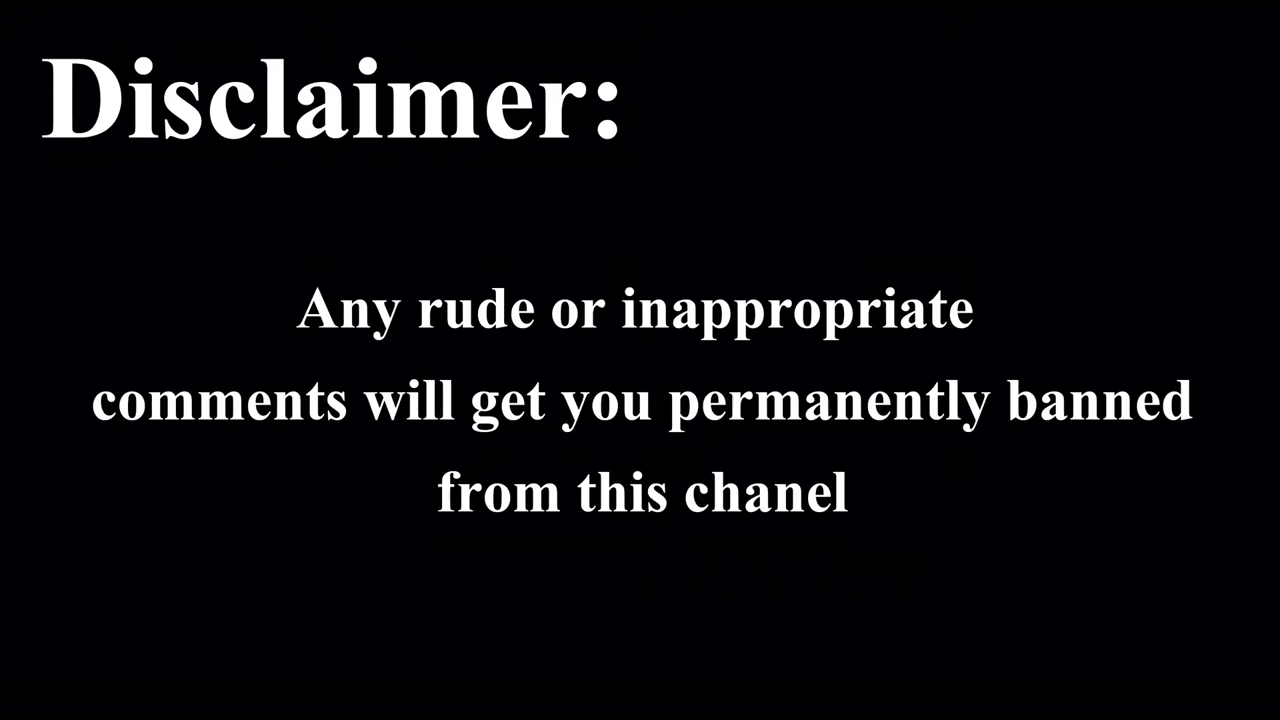 Disclaimer:
Any rude or inappropriate
comments will get you permanently banned
from this chanel